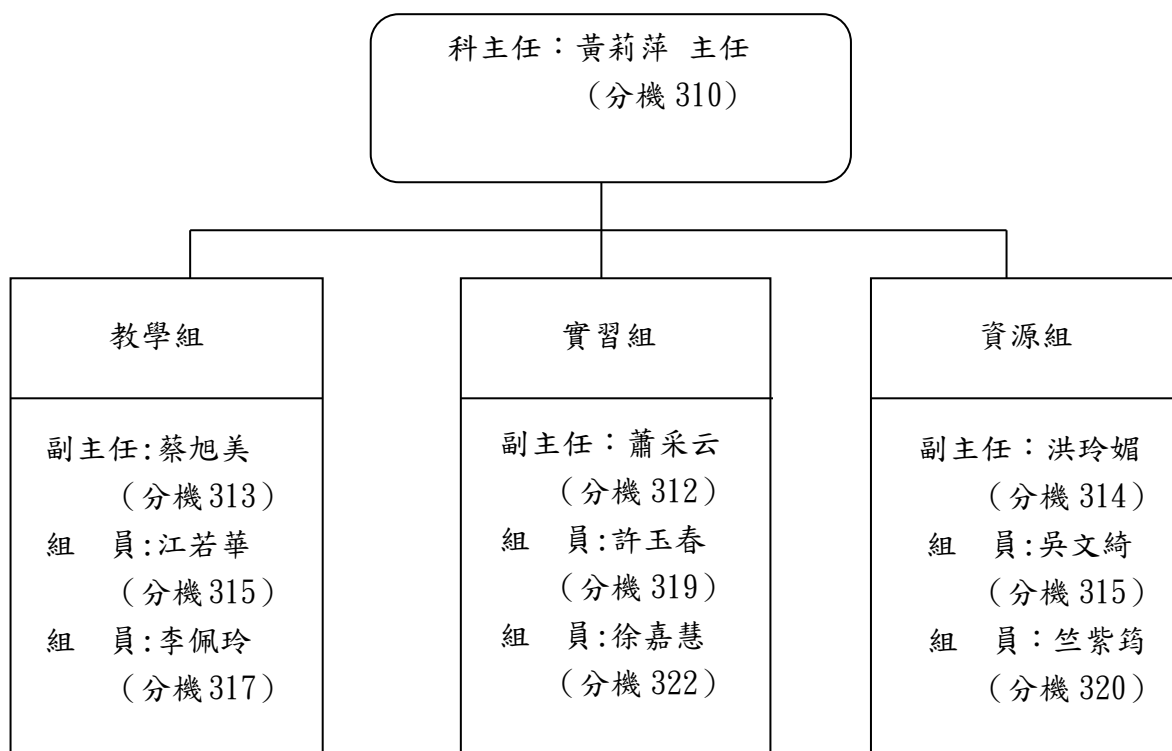 科主任：黃莉萍 主任
（分機 310）
教學組
副主任:蔡旭美
（分機 313）
組　員:江若華
（分機 315）
組　員:李佩玲
（分機 317）
實習組
副主任：蕭采云
（分機 312）
組　員:許玉春
（分機 319）
組　員:徐嘉慧
（分機 322）
資源組
副主任：洪玲媚
（分機 314）
組　員:吳文綺
（分機 315）
組　員：竺紫筠
（分機 320）